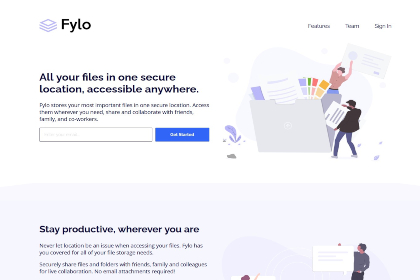 Fylo
Features
Team
Sign In
All your files in one secure
location, accessible anywhere.
Fylo stores your most important files in one secure location. Access
them wherever you need, share and collaborate with friends,
family, and co-workers.
Get Started
Stay productive, wherever you are
Never let location be an issue when accessing your files. Fylo has
you covered for all of your file storage needs.
Securely share files and folders with friends, family and colleagues
for live collaboration. No email attachments required!